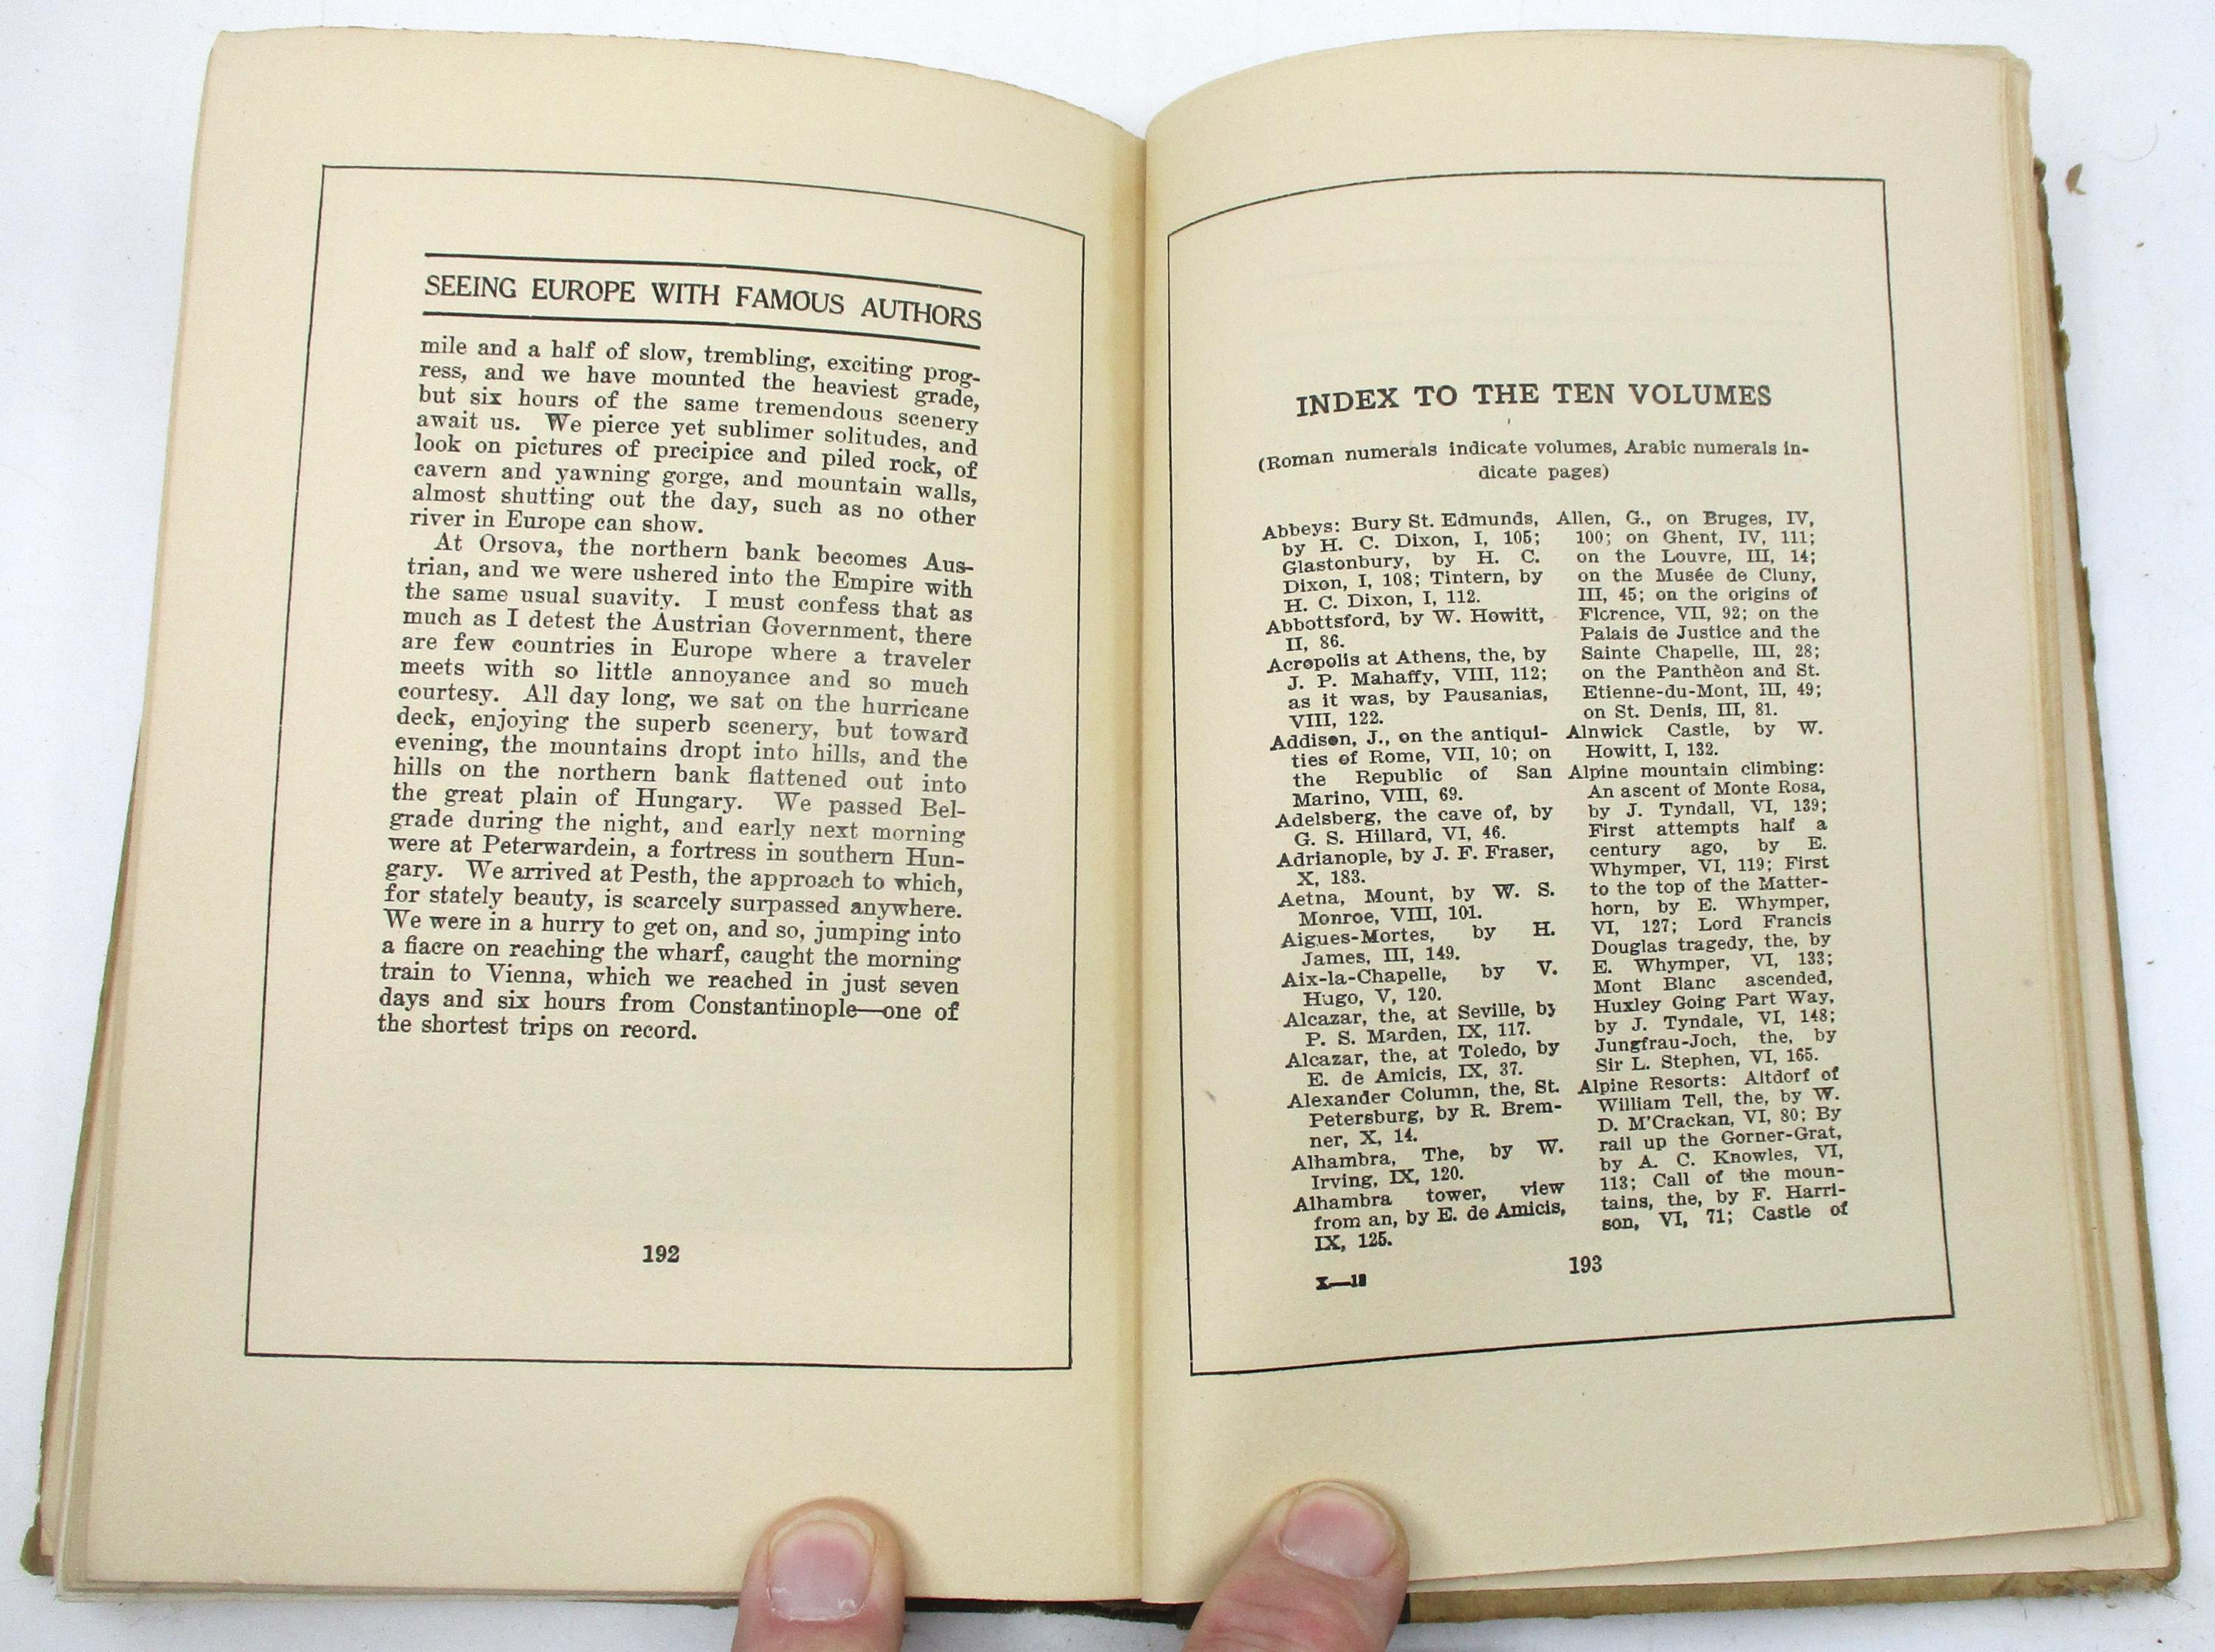 SEEING EUROPE WITH FAMOUS AUTHORS
mile and a half of slow, trembling, exciting prog-
ress, and we have mounted the heaviest grade,
but six hours of the same tremendous scenery
await us. We pierce yet sublimer solitudes, and
look on pictures of precipice and piled rock, of
cavern and yawning gorge, and mountain walls,
almost shutting out the day, such as no other
river in Europe can show.
At Orsova, the northern bank becomes Aus-
trian, and we were ushered into the Empire with
the same usual suavity. I must confess that as
much as I detest the Austrian Government, there
are few countries in Europe where a traveler
meets with so little annoyance and so much
courtesy. All day long, we sat on the hurricane
deck, enjoying the superb scenery, but toward
evening, the mountains dropt into hills, and the
hills on the northern bank flattened out into
the great plain of Hungary. We passed Bel-
grade during the night, and early next morning
were at Peterwardein, a fortress in southern Hun-
gary. We arrived at Pesth, the approach to which,
for stately beauty, is scarcely surpassed anywhere.
We were in a hurry to get on, and so, jumping into
a fiacre on reaching the wharf, caught the morning
train to Vienna, which we reached in just seven
days and six hours from Constantinople—one of
the shortest trips on record.
192
INDEX TO THE TEN VOLUMES
(Roman numerals indicate volumes, Arabic numerals in-
dicate pages)
Abbeys: Bury St. Edmunds,
by H. C. Dixon, I, 105;
Glastonbury, by H. C.
Dixon, I, 108; Tintern, by
H. C. Dixon, I, 112.
Abbottsford, by W. Howitt,
II, 86.
Acropolis at Athens, the, by
J. P. Mahaffy, VIII, 112;
as it was, by Pausanias,
VIII, 122.
Addison, J., on the antiqui-
ties of Rome, VII, 10; on
the Republic of San
Marino, VIII, 69.
Adelsberg, the cave of, by
G. S. Hillard, VI, 46.
Adrianople, by J. F. Fraser,
X, 183.
Aetna, Mount, by W. S.
Monroe, VIII, 101.
Aigues-Mortes, by H.
James, III, 149.
Aix-la-Chapelle, by V.
Hugo, V, 120.
Alcazar, the, at Seville, by
P. S. Marden, IX, 117.
Alcazar, the, at Toledo, by
E. de Amicis, IX, 37.
Alexander Column, the, St.
Petersburg, by R. Brem-
ner, X, 14.
Alhambra, The, by W.
Irving, IX, 120.
Alhambra tower, view
from an, by E. de Amicis,
IX, 125.
Allen, G., on Bruges, IV,
100; on Ghent, IV, 111;
on the Louvre, III, 14;
on the Musée de Cluny,
III, 45; on the origins of
Florence, VII, 92; on the
Palais de Justice and the
Sainte Chapelle, III, 28;
on the Panthèon and St.
Etienne-du-Mont, III, 49;
on St. Denis, III, 81.
Alnwick Castle, by W.
Howitt, I, 132.
Alpine mountain climbing:
An ascent of Monte Rosa,
by J. Tyndall, VI, 139;
First attempts half a
century ago, by E.
Whymper, VI, 119; First
to the top of the Matter-
horn, by E. Whymper,
VI, 127; Lord Francis
Douglas tragedy, the, by
E. Whymper, VI, 133;
Mont Blanc ascended,
Huxley Going Part Way,
by J. Tyndale, VI, 148;
Jungfrau-Joch, the, by
Sir L. Stephen, VI, 165.
Alpine Resorts: Altdorf of
William Tell, the, by W.
D. M'Crackan, VI, 80; By
rail up the Gorner-Grat,
by A. C. Knowles, VI,
113; Call of the moun-
tains, the, by F. Harri-
son, VI, 71; Castle of
193
X—13